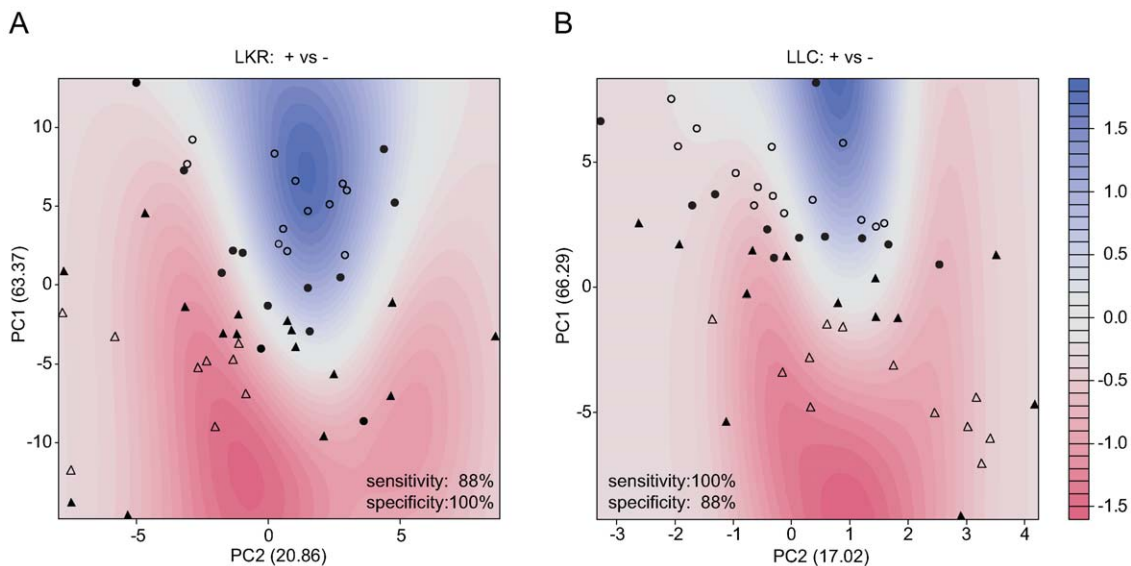 A
B
LKR: + vs -
LLC: + vs -
10
5
0
-5
-10
PC1 (63.37)
sensitivity: 88%
specificity:100%
-5
0
5
PC2 (20.86)
5
0
-5
PC1 (66.29)
sensitivity:100%
specificity: 88%
-3
-2
-1
0
1
2
3
4
PC2 (17.02)
1.5
1.0
0.5
0.0
-0.5
-1.0
-1.5